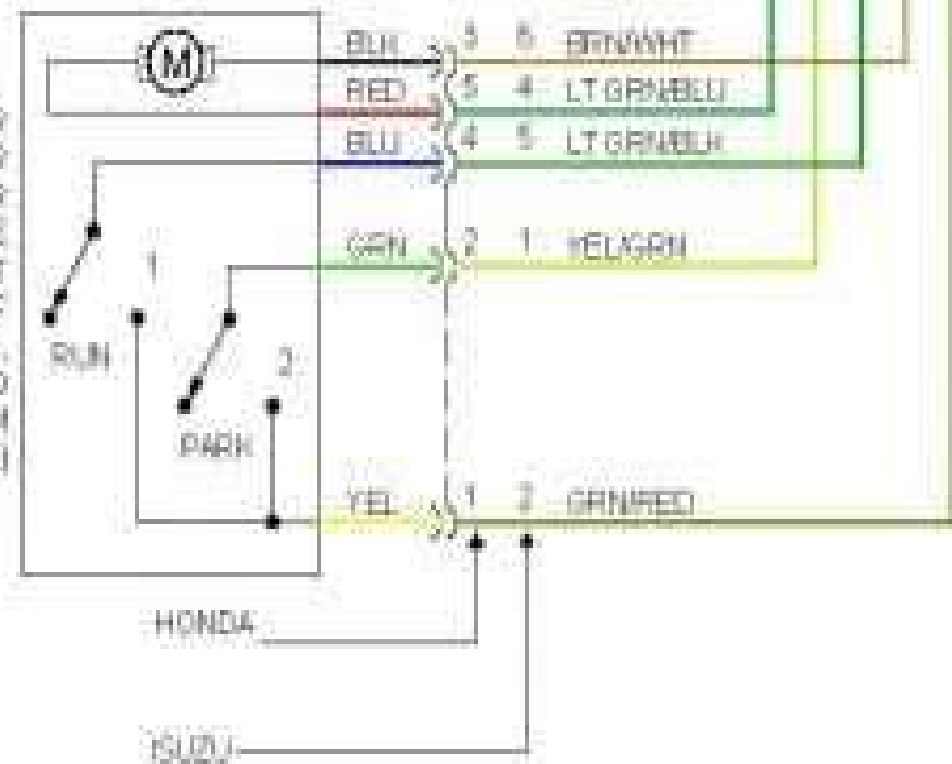 M BLK 3 6 BRN/WHT
RED 5 4 LT GRN/BLU
BLU 4 5 LT GRN/BLK
GRN 2 1 YEL/GRN
1
RUN
2
PARK
YEL 1 2 GRN/RED
HONDA
ISUZU